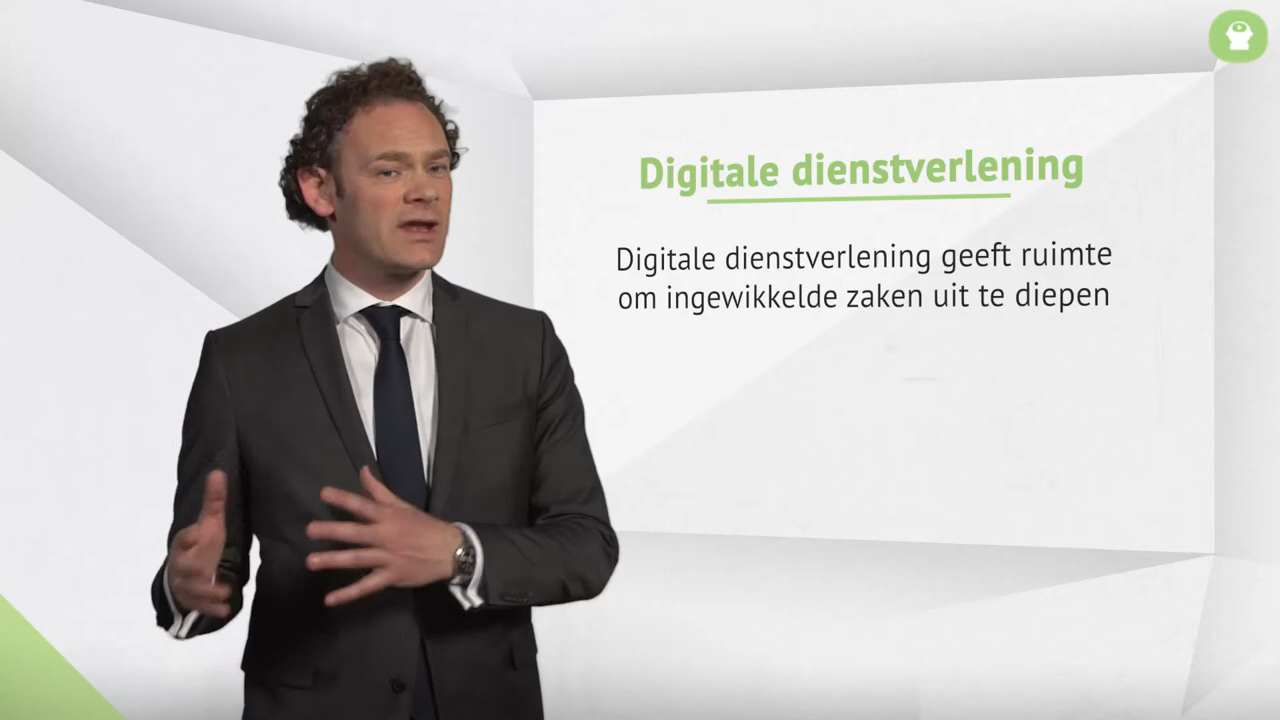 Digitale dienstverlening
Digitale dienstverlening geeft ruimte
om ingewikkelde zaken uit te diepen